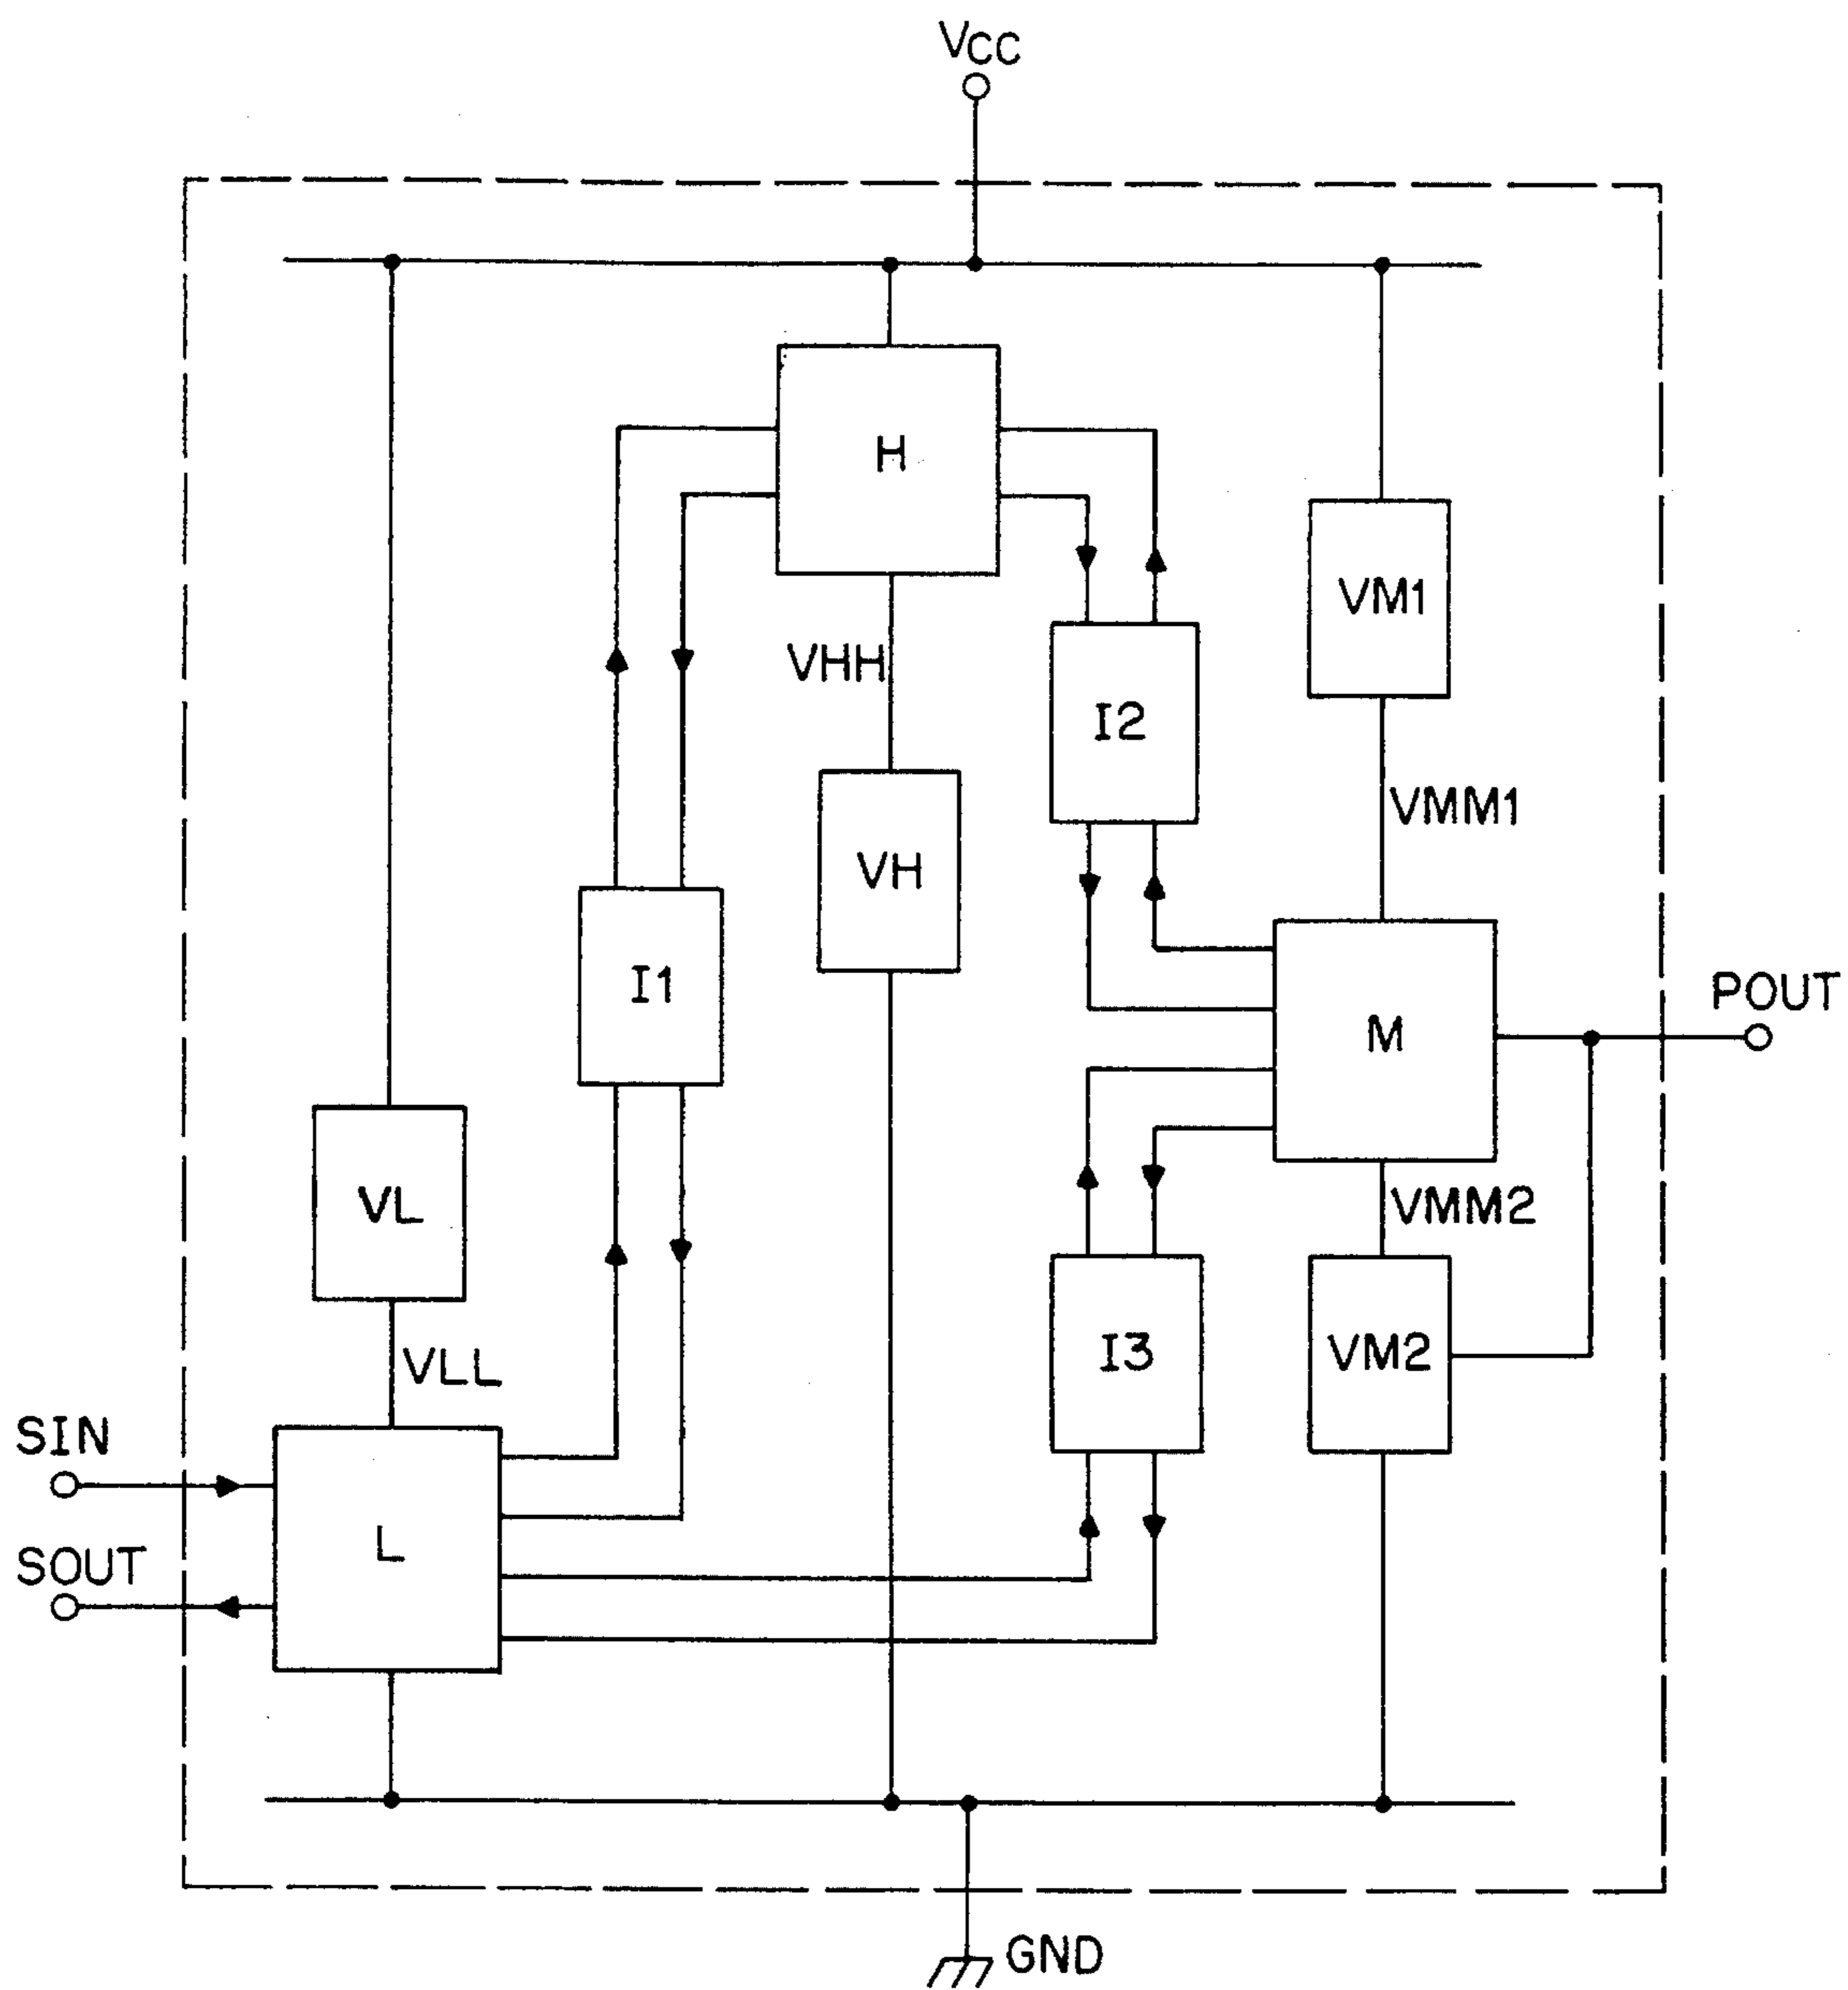 VCC
H
VM1
VHH
I2
VMM1
VH
I1
POUT
M
VL
VMM2
I3
VM2
VLL
SIN
L
SOUT
GND